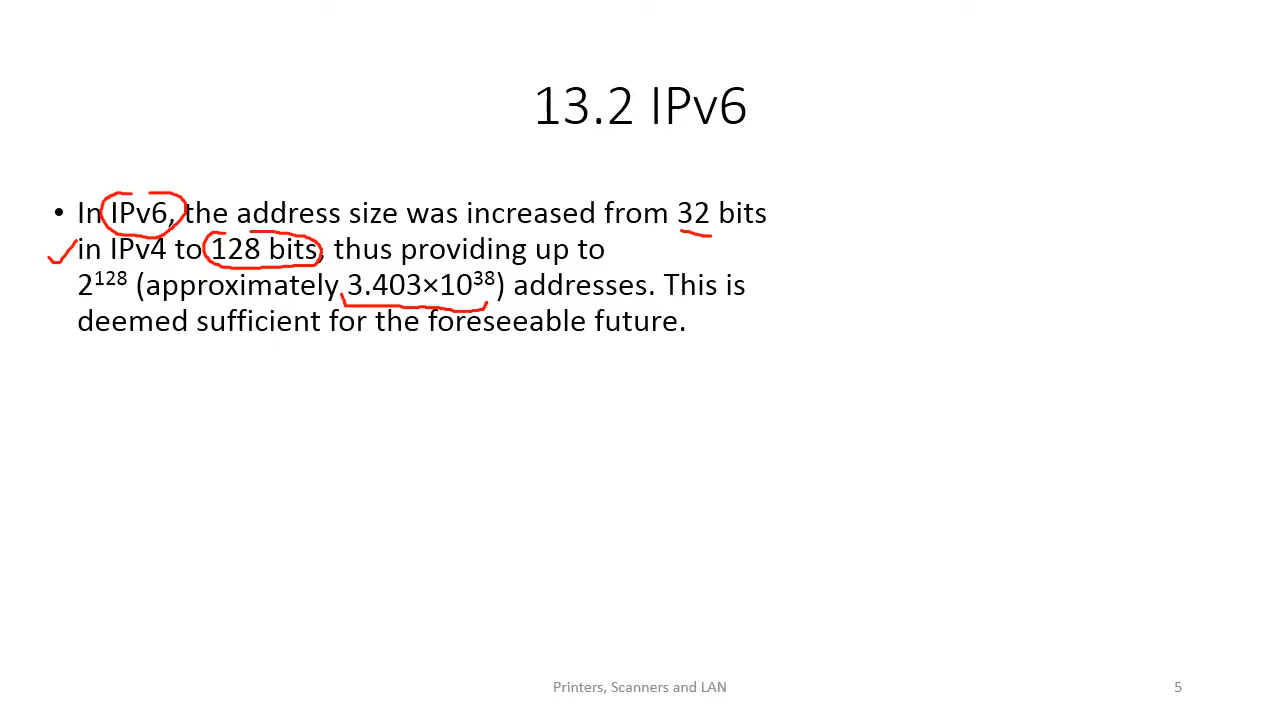 13.2 IPv6
• In IPv6, the address size was increased from 32 bits
in IPv4 to 128 bits, thus providing up to
2¹²⁸ (approximately 3.403×10³⁸) addresses. This is
deemed sufficient for the foreseeable future.
Printers, Scanners and LAN
5